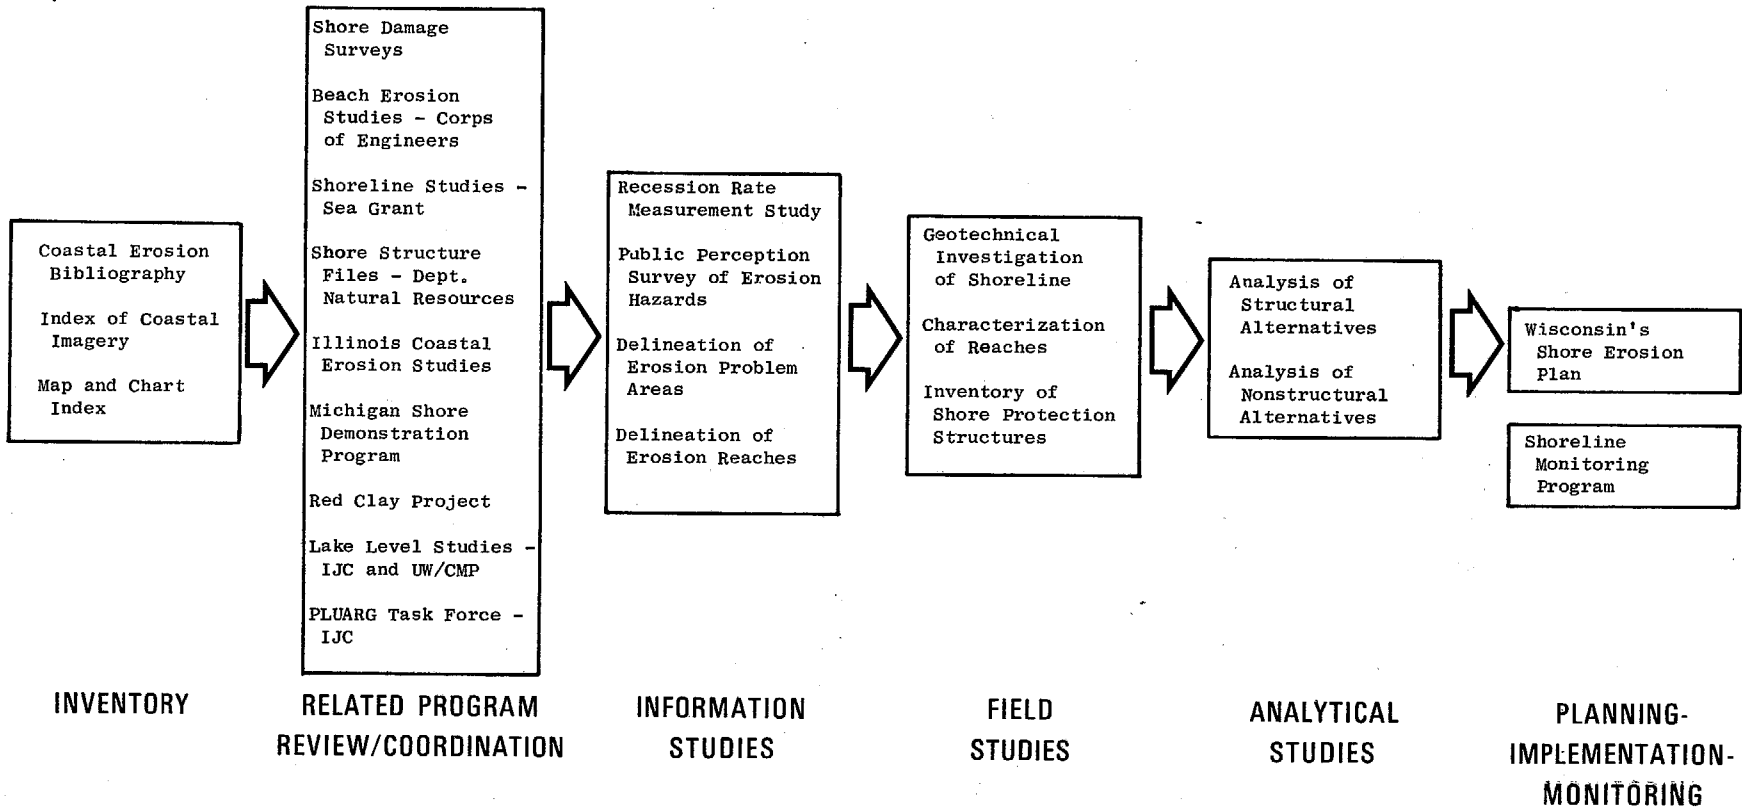 Coastal Erosion
Bibliography
Index of Coastal
Imagery
Map and Chart
Index
Shore Damage
Surveys
Beach Erosion
Studies - Corps
of Engineers
Shoreline Studies -
Sea Grant
Shore Structure
Files - Dept.
Natural Resources
Illinois Coastal
Erosion Studies
Michigan Shore
Demonstration
Program
Red Clay Project
Lake Level Studies -
IJC and UW/CMP
PLUARG Task Force -
IJC
Recession Rate
Measurement Study
Public Perception
Survey of Erosion
Hazards
Delineation of
Erosion Problem
Areas
Delineation of
Erosion Reaches
Geotechnical
Investigation
of Shoreline
Characterization
of Reaches
Inventory of
Shore Protection
Structures
Analysis of
Structural
Alternatives
Analysis of
Nonstructural
Alternatives
Wisconsin's
Shore Erosion
Plan
Shoreline
Monitoring
Program
INVENTORY
RELATED PROGRAM
REVIEW/COORDINATION
INFORMATION
STUDIES
FIELD
STUDIES
ANALYTICAL
STUDIES
PLANNING-
IMPLEMENTATION-
MONITORING